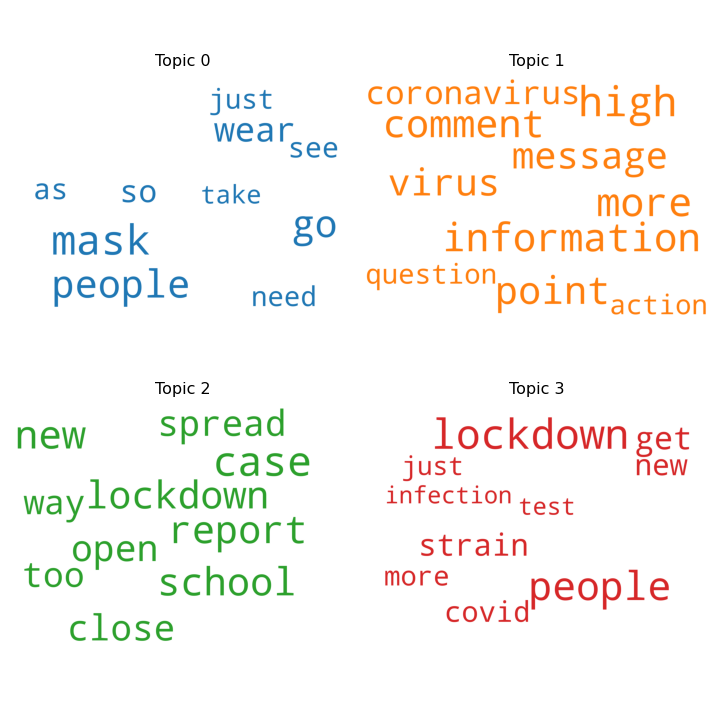 Topic 0
just
wear
see
as so take
mask go
people
need
Topic 1
coronavirus high
comment
message
virus
more
information
question point action
Topic 2
new spread
case
way lockdown
report
open
too school
close
Topic 3
lockdown get
just new
infection test
strain
more people
covid